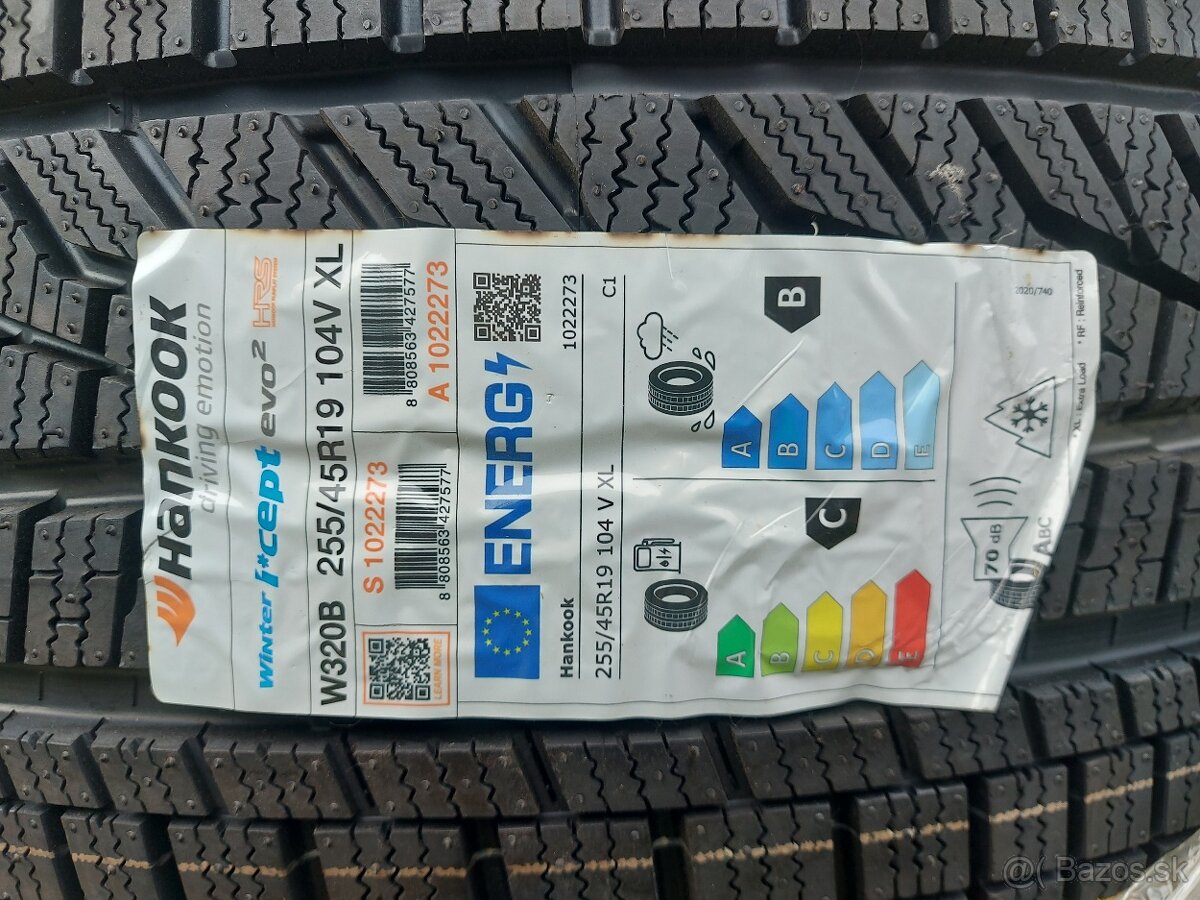 Hankook
driving emotion
Winter i*cept evo² HRS
W320B 255/45R19 104V XL
S 1022273
A 1022273
8 808563 427577
8 808563 427577
LEARN MORE
ENERG
Hankook
1022273
255/45R19 104 V XL
C1
C
B
A
B
C
D
E
A
B
C
D
E
70 dB
ABC
2020/740
*XL : Extra Load
* RF : Reinforced
@( Bazos.sk